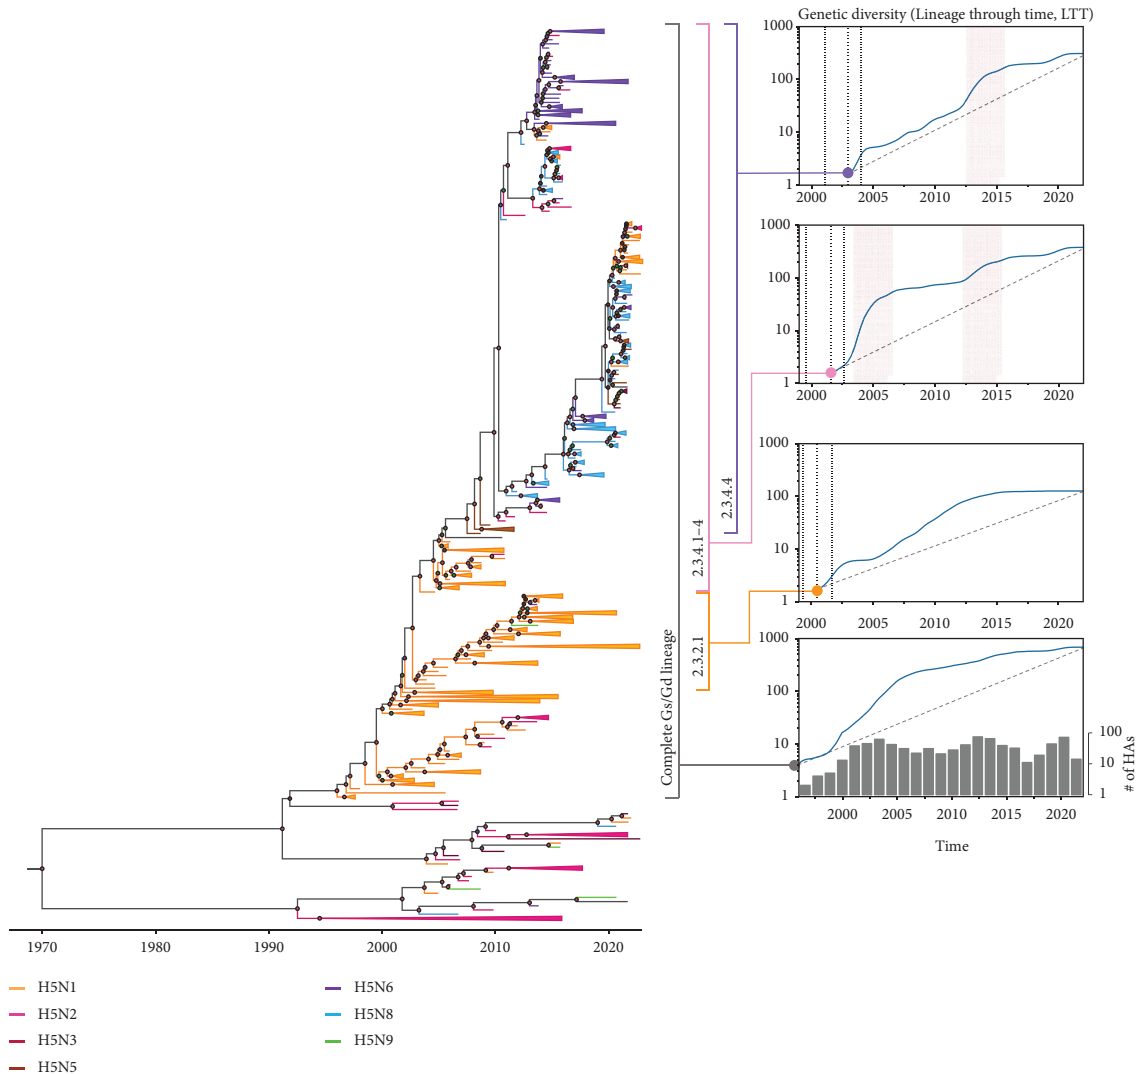 Genetic diversity (Lineage through time, LTT)
1000
100
10
1
2000 2005 2010 2015 2020
1000
100
10
1
2000 2005 2010 2015 2020
1000
100
10
1
2000 2005 2010 2015 2020
1000
100
10
1
100
10
1
# of HAs
2000 2005 2010 2015 2020
Time
Complete Gs/Gd lineage
2.3.2.1
2.3.4.1–4
2.3.4.4
1970 1980 1990 2000 2010 2020
H5N1
H5N2
H5N3
H5N5
H5N6
H5N8
H5N9